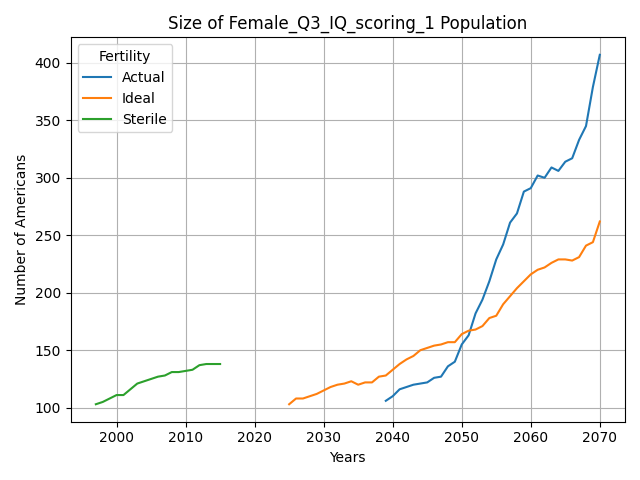 Size of Female_Q3_IQ_scoring_1 Population
Fertility
Actual
Ideal
Sterile
Number of Americans
400
350
300
250
200
150
100
2000
2010
2020
2030
2040
2050
2060
2070
Years